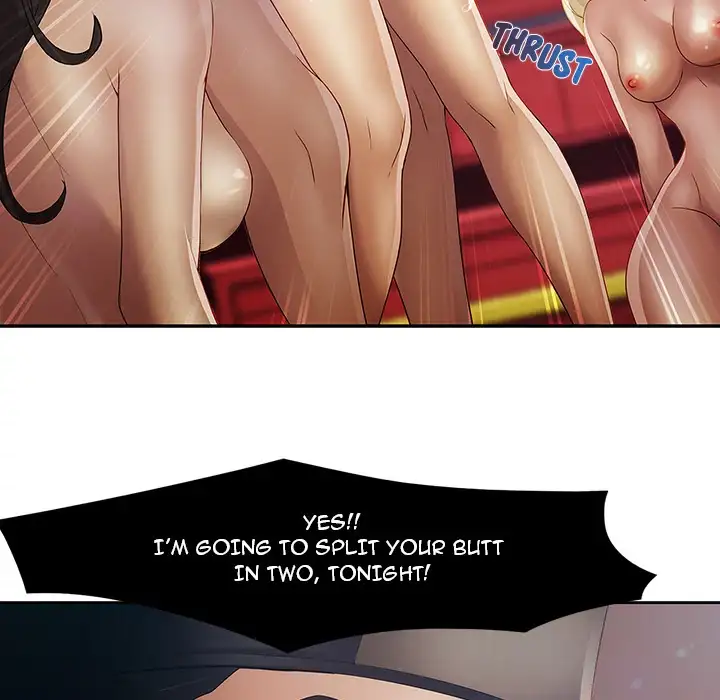 THRUST
YES!!
I'M GOING TO SPLIT YOUR BUTT
IN TWO, TONIGHT!